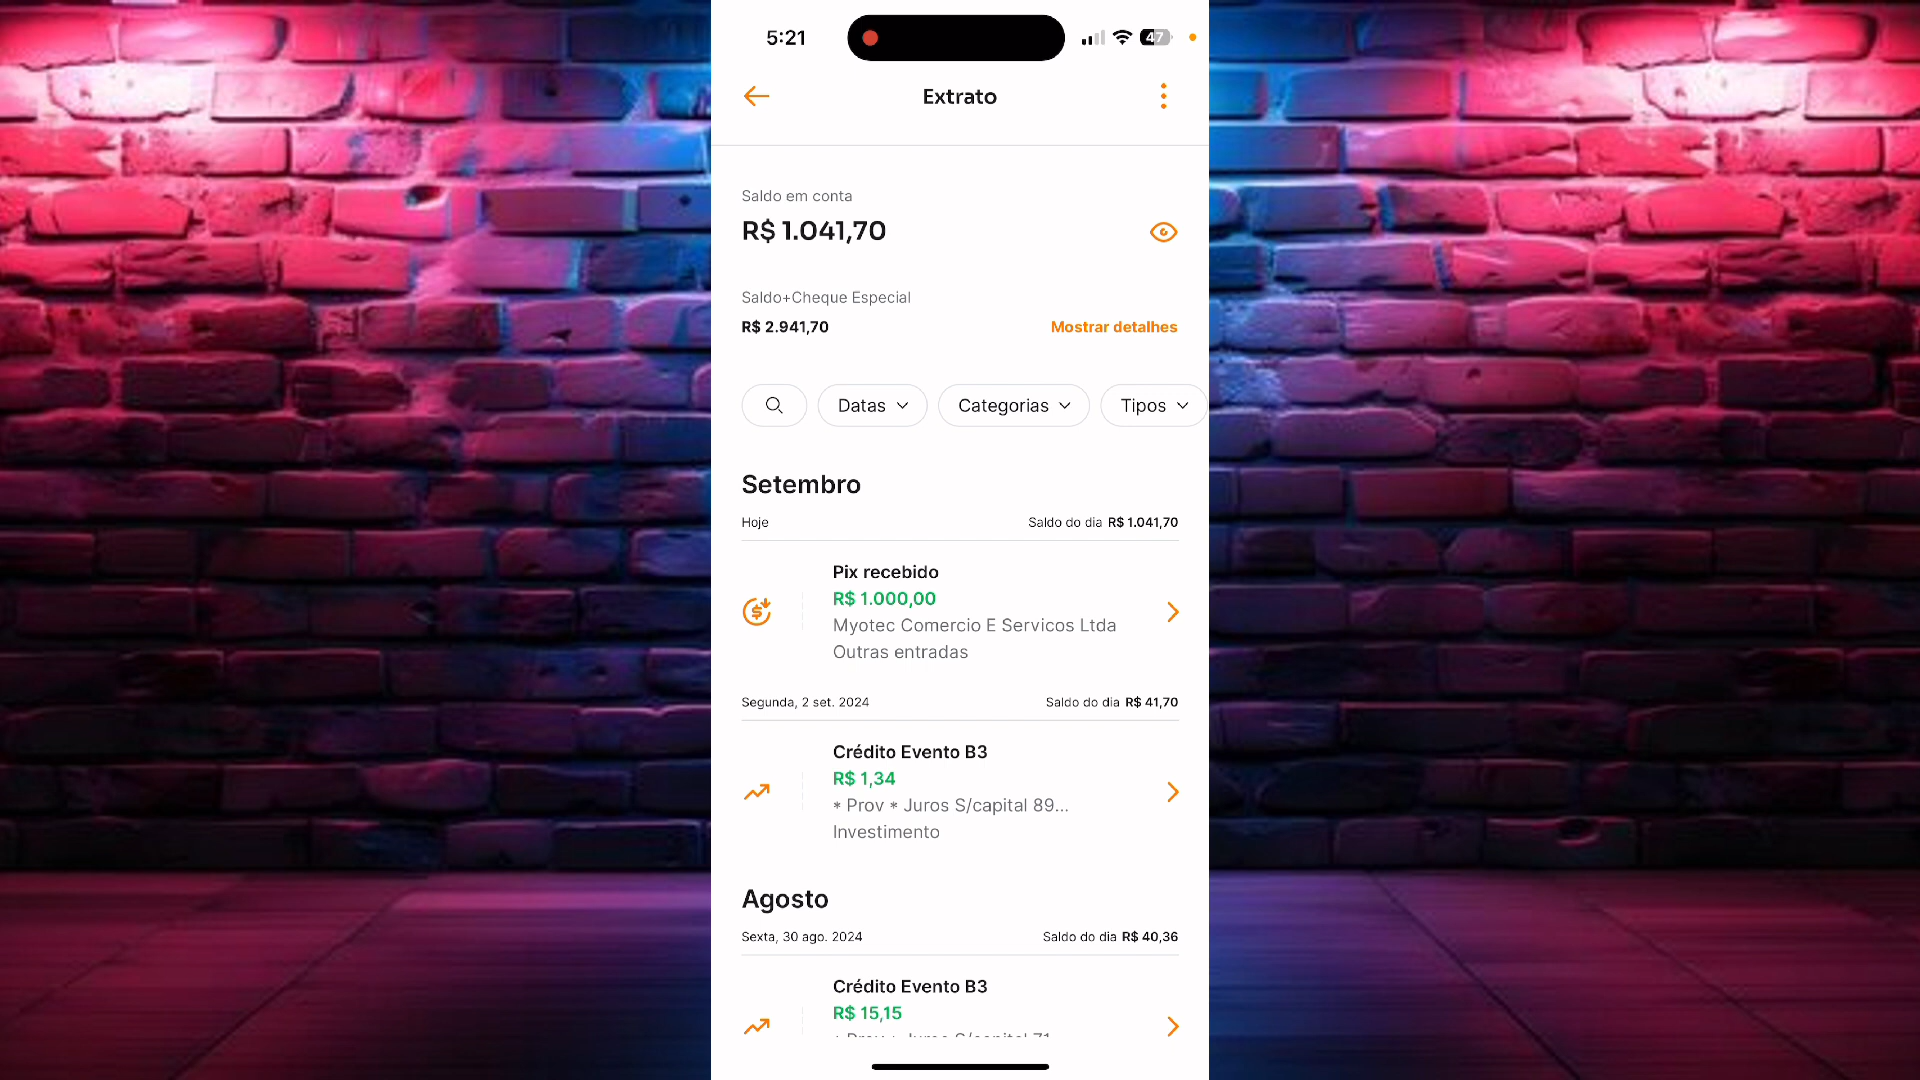 5:21
47
Extrato
Saldo em conta
R$ 1.041,70
Saldo+Cheque Especial
R$ 2.941,70
Mostrar detalhes
Datas
Categorias
Tipos
Setembro
Hoje
Saldo do dia R$ 1.041,70
Pix recebido
R$ 1.000,00
Myotec Comercio E Servicos Ltda
Outras entradas
Segunda, 2 set. 2024
Saldo do dia R$ 41,70
Crédito Evento B3
R$ 1,34
* Prov * Juros S/capital 89...
Investimento
Agosto
Sexta, 30 ago. 2024
Saldo do dia R$ 40,36
Crédito Evento B3
R$ 15,15